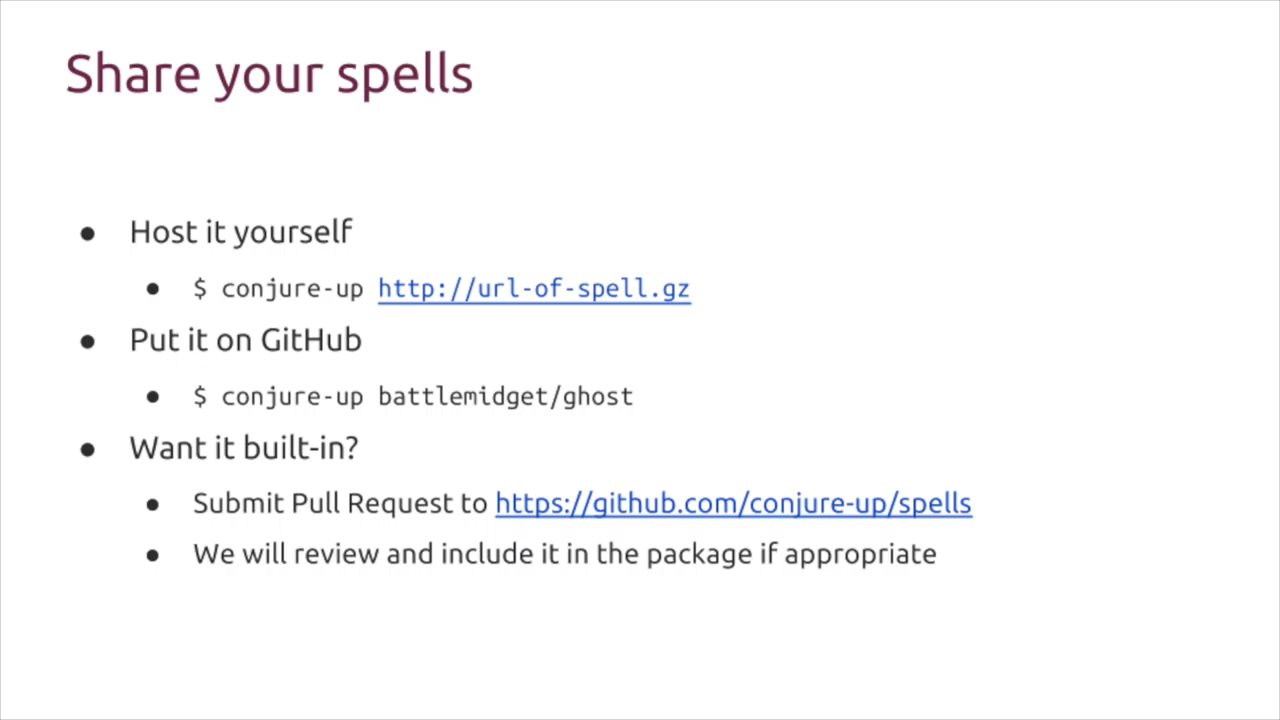 Share your spells
● Host it yourself
● $ conjure-up http://url-of-spell.gz
● Put it on GitHub
● $ conjure-up battlemidget/ghost
● Want it built-in?
● Submit Pull Request to https://github.com/conjure-up/spells
● We will review and include it in the package if appropriate